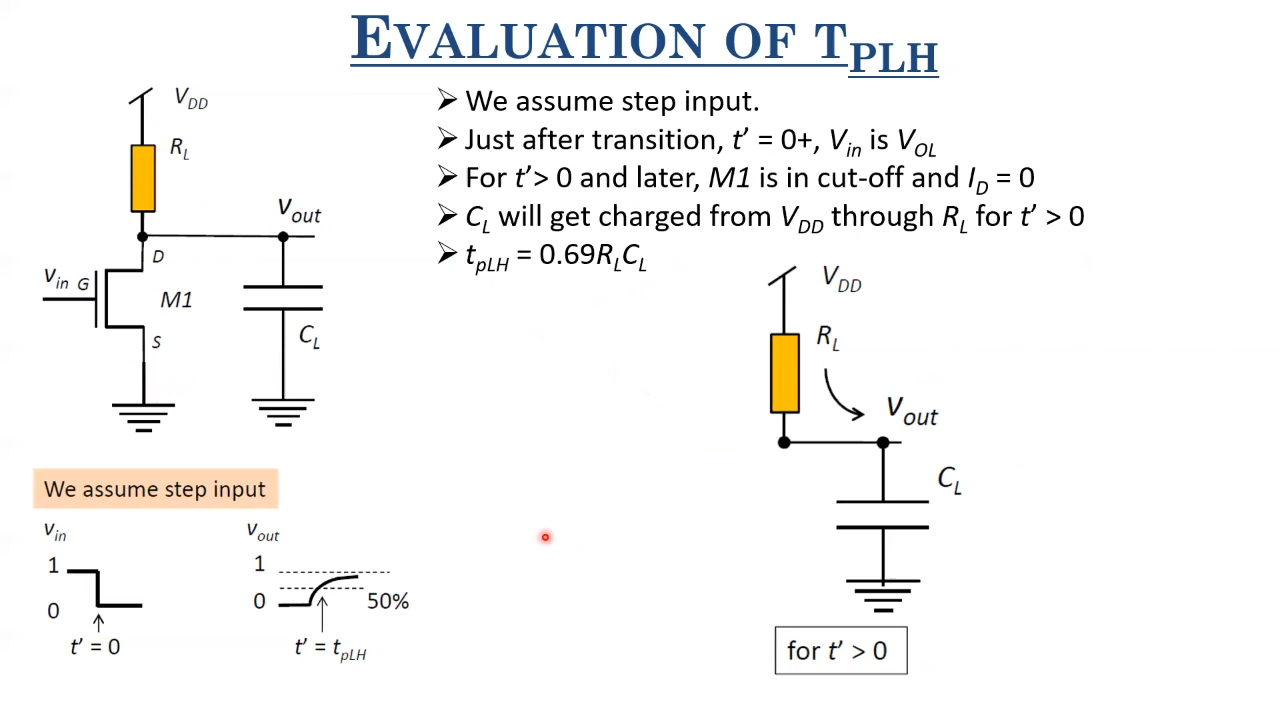 EVALUATION OF TPLH
➢ We assume step input.
➢ Just after transition, t’ = 0+, Vin is VOL
➢ For t’> 0 and later, M1 is in cut-off and ID = 0
➢ CL will get charged from VDD through RL for t’ > 0
➢ tpLH = 0.69RLCL
VDD
RL
Vout
D
Vin G
M1
S
CL
VDD
RL
Vout
CL
for t’ > 0
We assume step input
Vin
1
0
t’ = 0
Vout
1
0
50%
t’ = tpLH